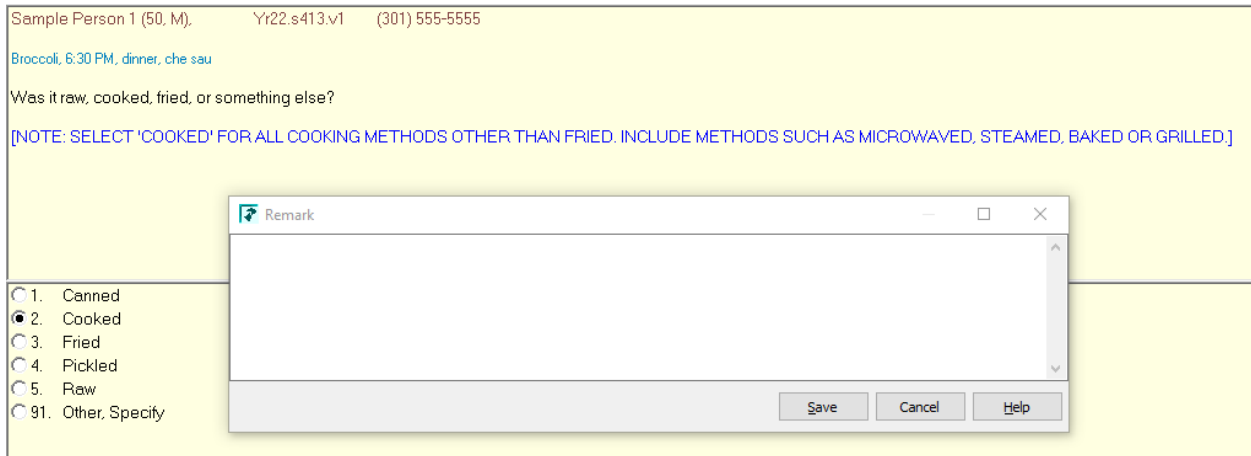 Sample Person 1 (50, M), Yr22.s413.v1 (301) 555-5555
Broccoli, 6:30 PM, dinner, che sau
Was it raw, cooked, fried, or something else?
[NOTE: SELECT 'COOKED' FOR ALL COOKING METHODS OTHER THAN FRIED. INCLUDE METHODS SUCH AS MICROWAVED, STEAMED, BAKED OR GRILLED.]
Remark
1. Canned
2. Cooked
3. Fried
4. Pickled
5. Raw
91. Other, Specify
Save Cancel Help